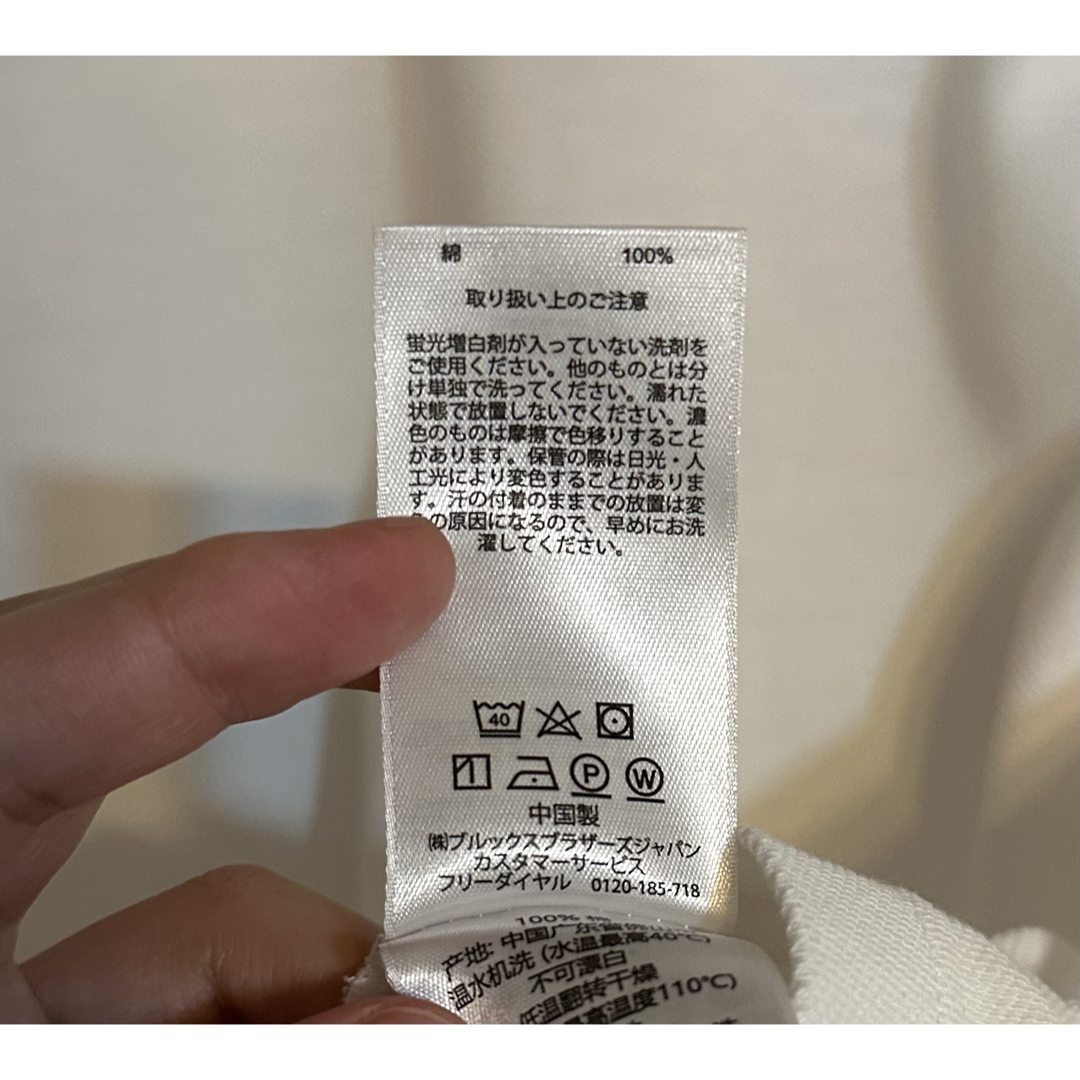 綿 100%
取り扱い上のご注意
蛍光増白剤が入っていない洗剤を
ご使用ください。他のものとは分
け単独で洗ってください。濡れた
状態で放置しないでください。濃
色のものは摩擦で色移りすること
があります。保管の際は日光・人
工光により変色することがありま
す。汗の付着のままでの放置は変
の原因になるので、早めにお洗
濯してください。
40
P W
中国製
㈱ブルックスブラザーズジャパン
カスタマーサービス
フリーダイヤル 0120-185-718
100%
产地: 中国广东省
温水机洗 (水温最高40°C)
不可漂白
低温翻转干燥
最高温度110°C)